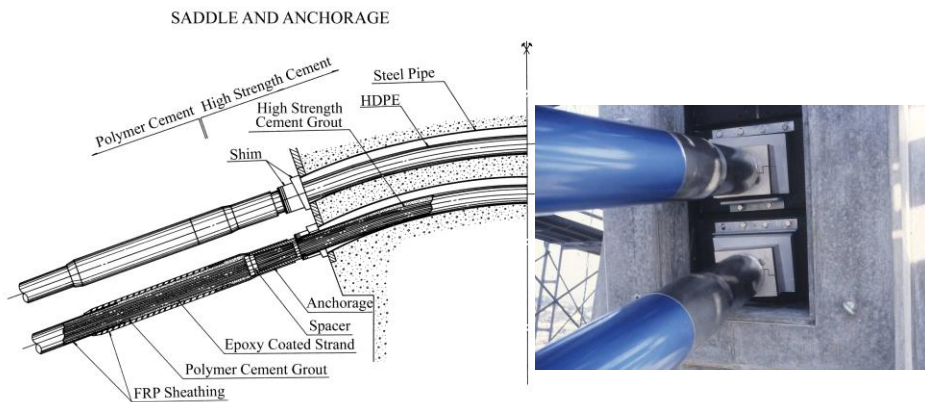 SADDLE AND ANCHORAGE
Polymer Cement
High Strength Cement
Steel Pipe
HDPE
High Strength
Cement Grout
Shim
Anchorage
Spacer
Epoxy Coated Strand
Polymer Cement Grout
FRP Sheathing